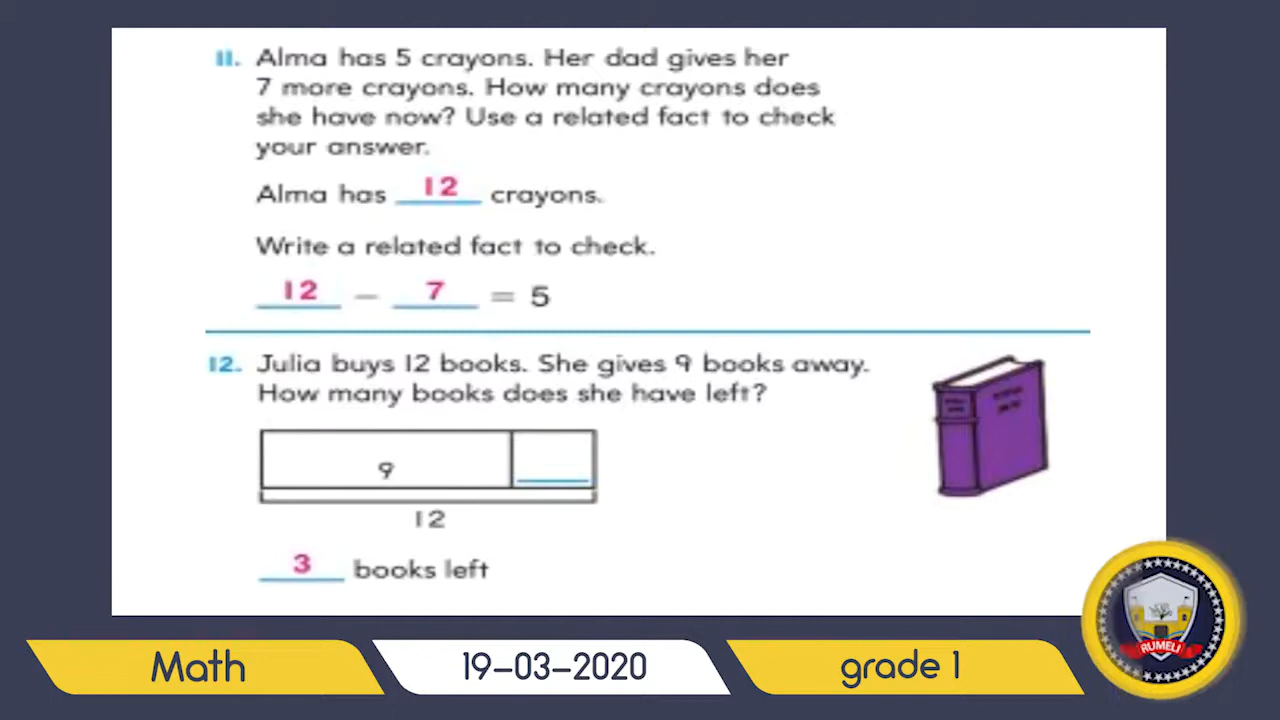 11. Alma has 5 crayons. Her dad gives her
7 more crayons. How many crayons does
she have now? Use a related fact to check
your answer.
Alma has 12 crayons.
Write a related fact to check.
12 − 7 = 5
12. Julia buys 12 books. She gives 9 books away.
How many books does she have left?
9
12
3 books left
Math
19-03-2020
grade 1
RUMELI